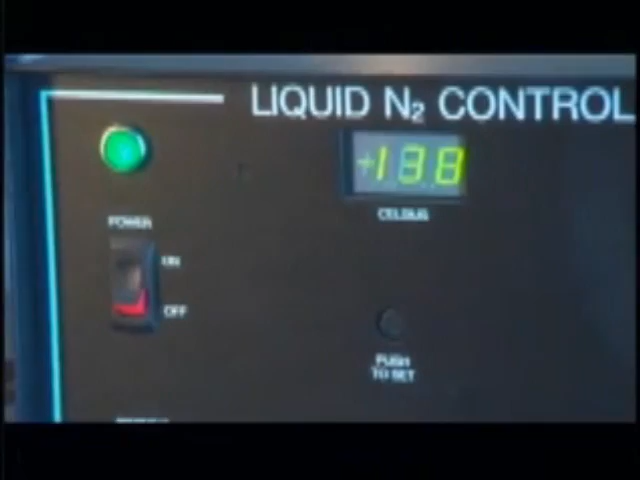 LIQUID N₂ CONTROL
+138
CELSIUS
POWER
ON
OFF
PUSH
TO SET